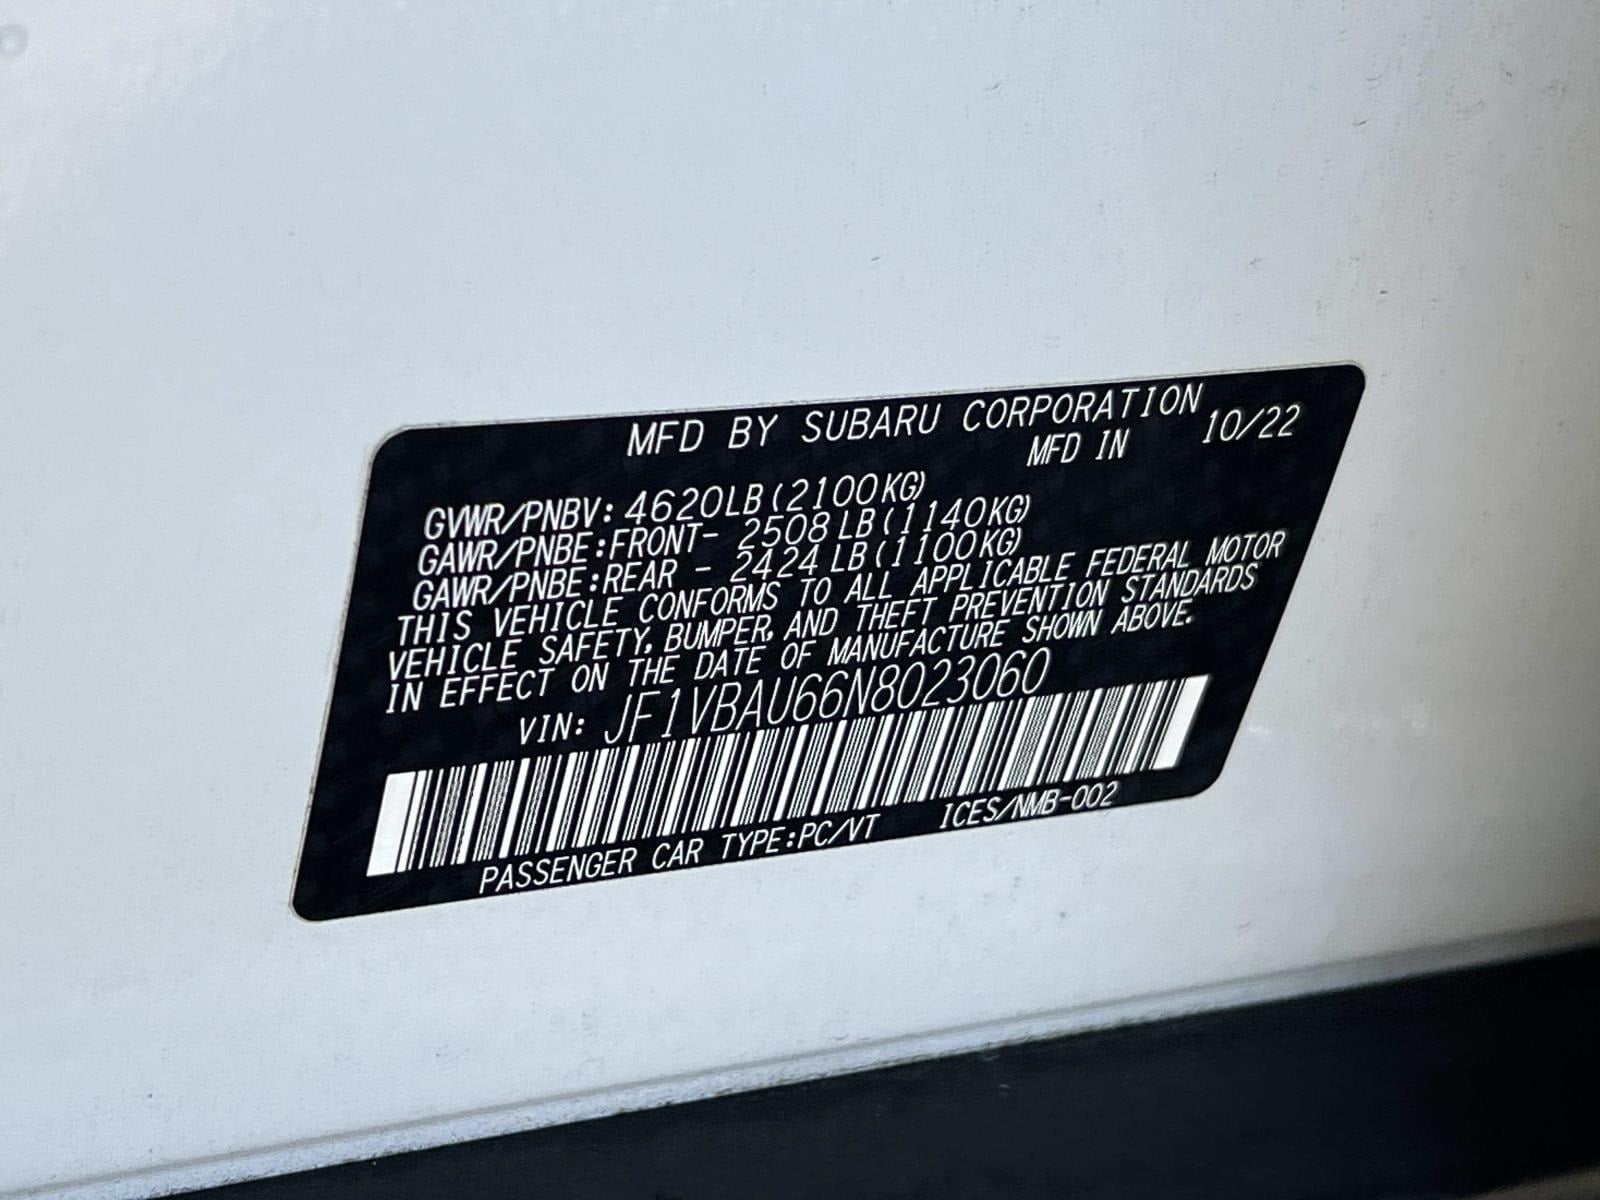 MFD BY SUBARU CORPORATION
MFD IN 10/22
GVWR/PNBV: 4620LB(2100KG)
GAWR/PNBE:FRONT- 2508LB(1140KG)
GAWR/PNBE:REAR - 2424LB(1100KG)
THIS VEHICLE CONFORMS TO ALL APPLICABLE FEDERAL MOTOR
VEHICLE SAFETY, BUMPER, AND THEFT PREVENTION STANDARDS
IN EFFECT ON THE DATE OF MANUFACTURE SHOWN ABOVE.
VIN: JF1VBAU66N8023060
PASSENGER CAR TYPE:PC/VT ICES/NMB-002